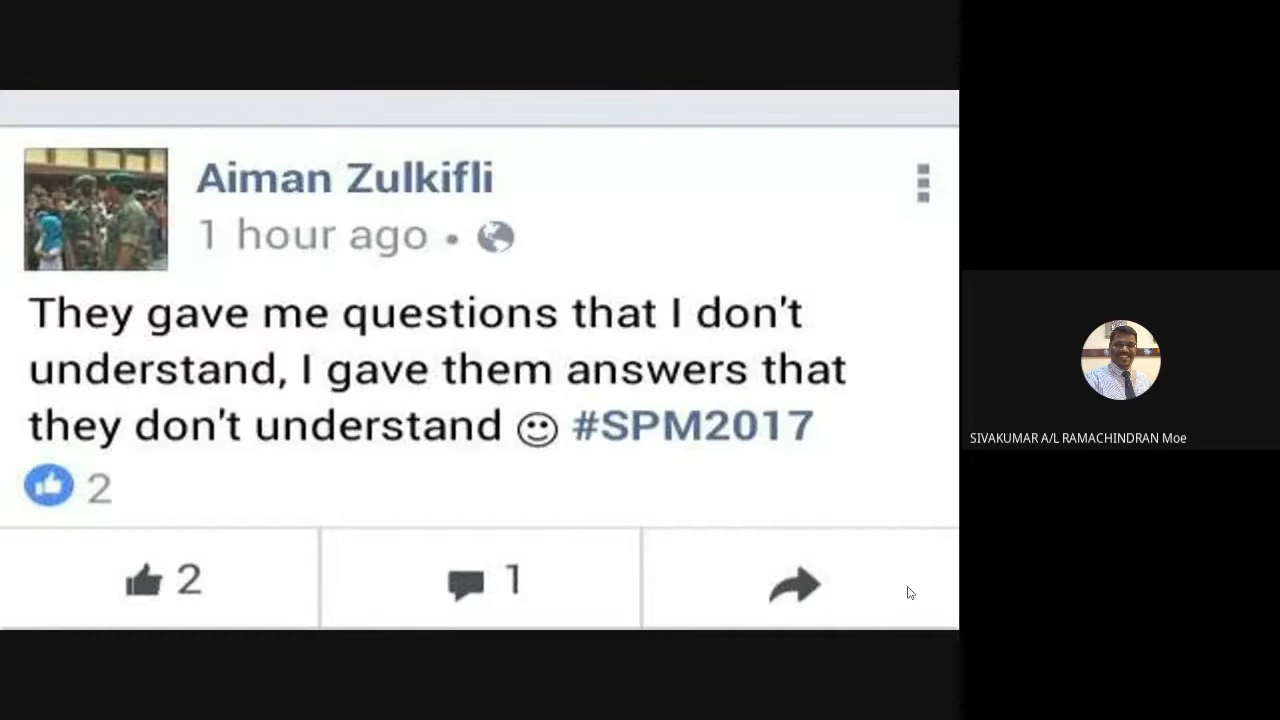 Aiman Zulkifli
1 hour ago •
They gave me questions that I don't
understand, I gave them answers that
they don't understand ☺ #SPM2017
2
2
1
SIVAKUMAR A/L RAMACHINDRAN Moe